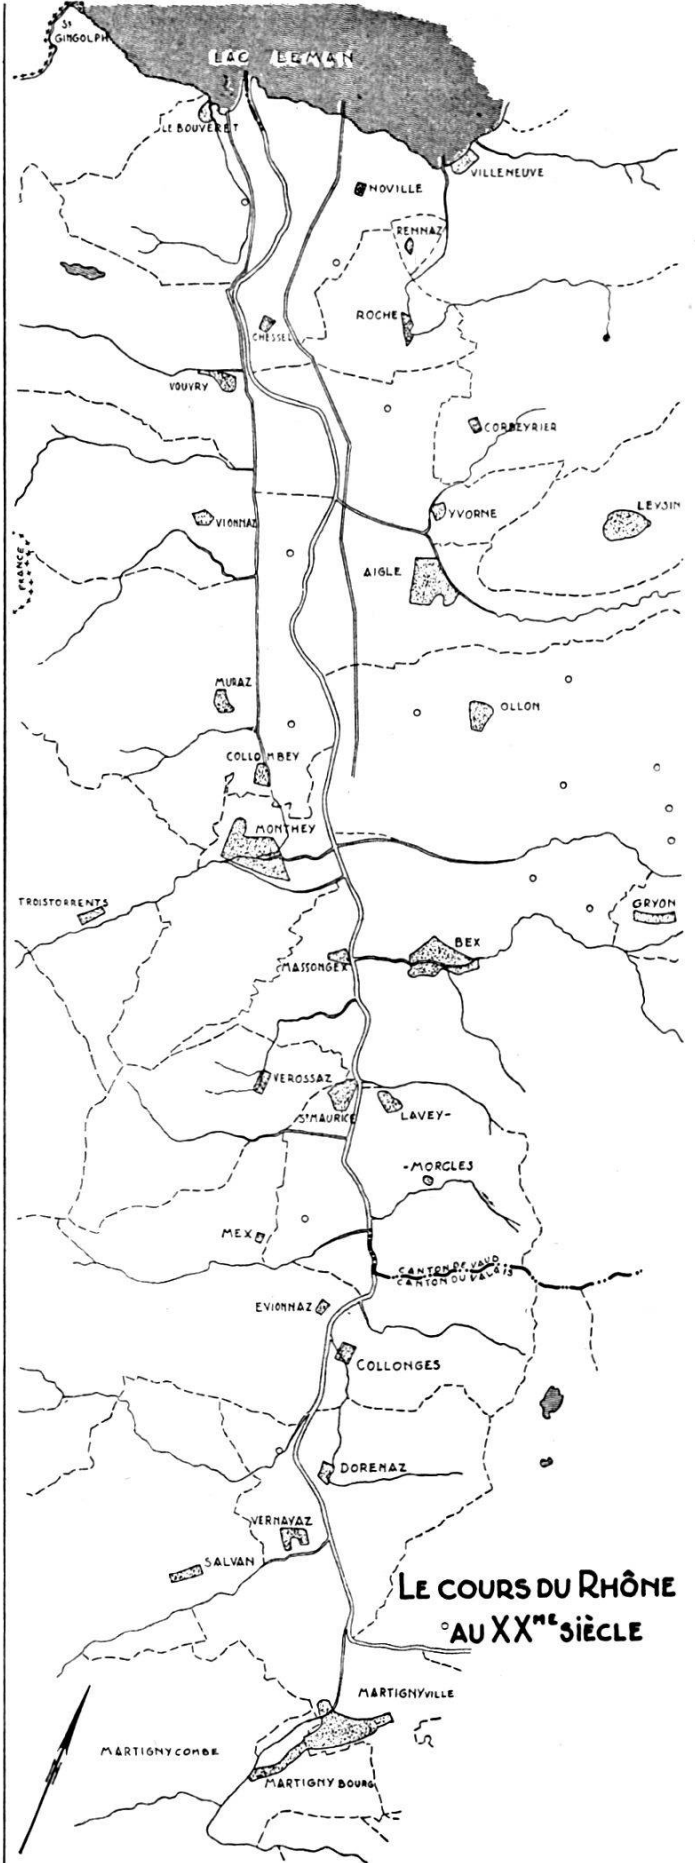 St
GINGOLPH
LAC LEMAN
LE BOUVERET
VILLENEUVE
NOVILLE
RENNAZ
ROCHE
CHESSEL
VOUVRY
CORBEYRIER
LEYSIN
YVORNE
VIONNAZ
FRANCE
AIGLE
MURAZ
OLLON
COLLOMBEY
MONTHEY
TROISTORRENTS
GRYON
BEX
MASSONGEX
VEROSSAZ
St MAURICE
LAVEY-
-MORCLES
MEX
CANTON DE VAUD
CANTON DU VALAIS
EVIONNAZ
COLLONGES
DORENAZ
VERNAYAZ
SALVAN
LE COURS DU RHÔNE
AU XXME SIÈCLE
MARTIGNY VILLE
MARTIGNY COMBE
MARTIGNY BOURG